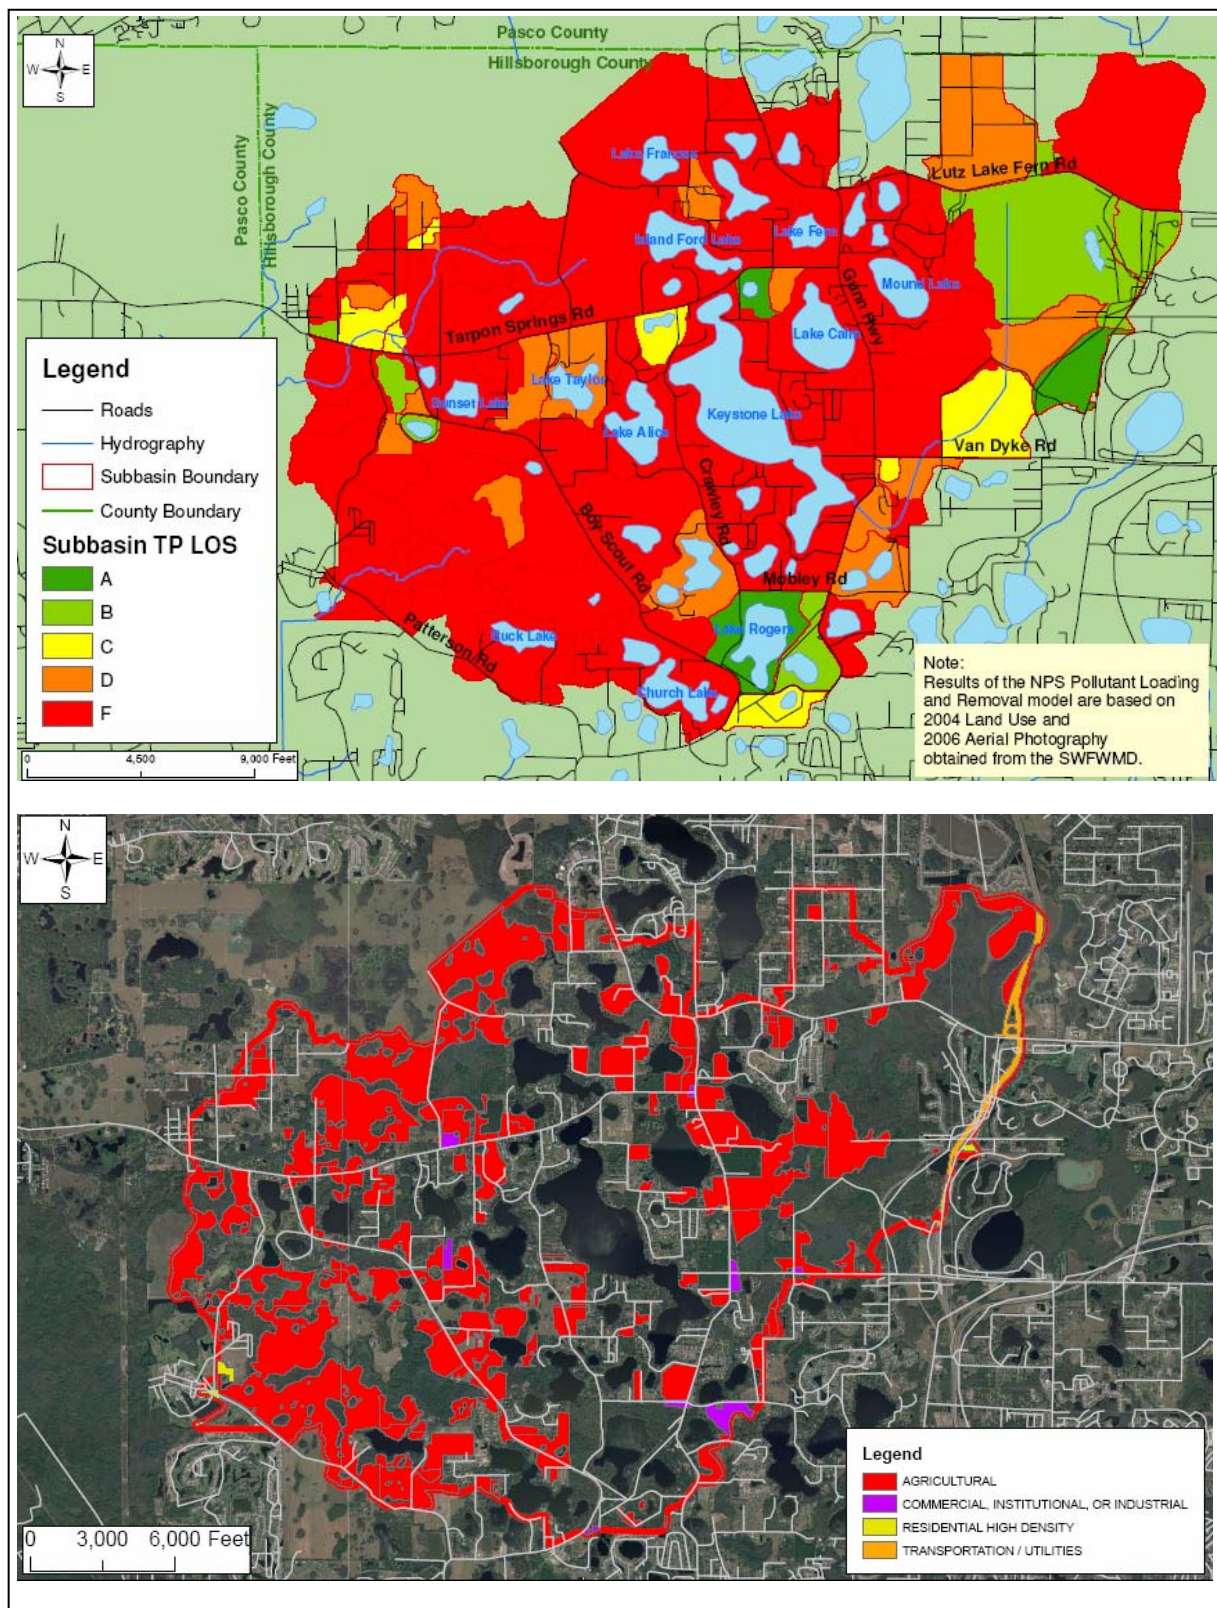 Pasco County
Hillsborough County
N
W E
S
Pasco County
Hillsborough County
Lutz Lake Fern Rd
Lake Frances
Island Ford Lake
Lake Fern
Gunn Hwy
Mound Lake
Tarpon Springs Rd
Lake Calm
Lake Taylor
Sunset Lake
Keystone Lake
Lake Alice
Van Dyke Rd
Crawley Rd
Boy Scout Rd
Mobley Rd
Patterson Rd
Buck Lake
Lake Rogers
Church Lake
Legend
Roads
Hydrography
Subbasin Boundary
County Boundary
Subbasin TP LOS
A
B
C
D
F
0 4,500 9,000 Feet
Note:
Results of the NPS Pollutant Loading
and Removal model are based on
2004 Land Use and
2006 Aerial Photography
obtained from the SWFWMD.
N
W E
S
Legend
AGRICULTURAL
COMMERCIAL, INSTITUTIONAL, OR INDUSTRIAL
RESIDENTIAL HIGH DENSITY
TRANSPORTATION / UTILITIES
0 3,000 6,000 Feet